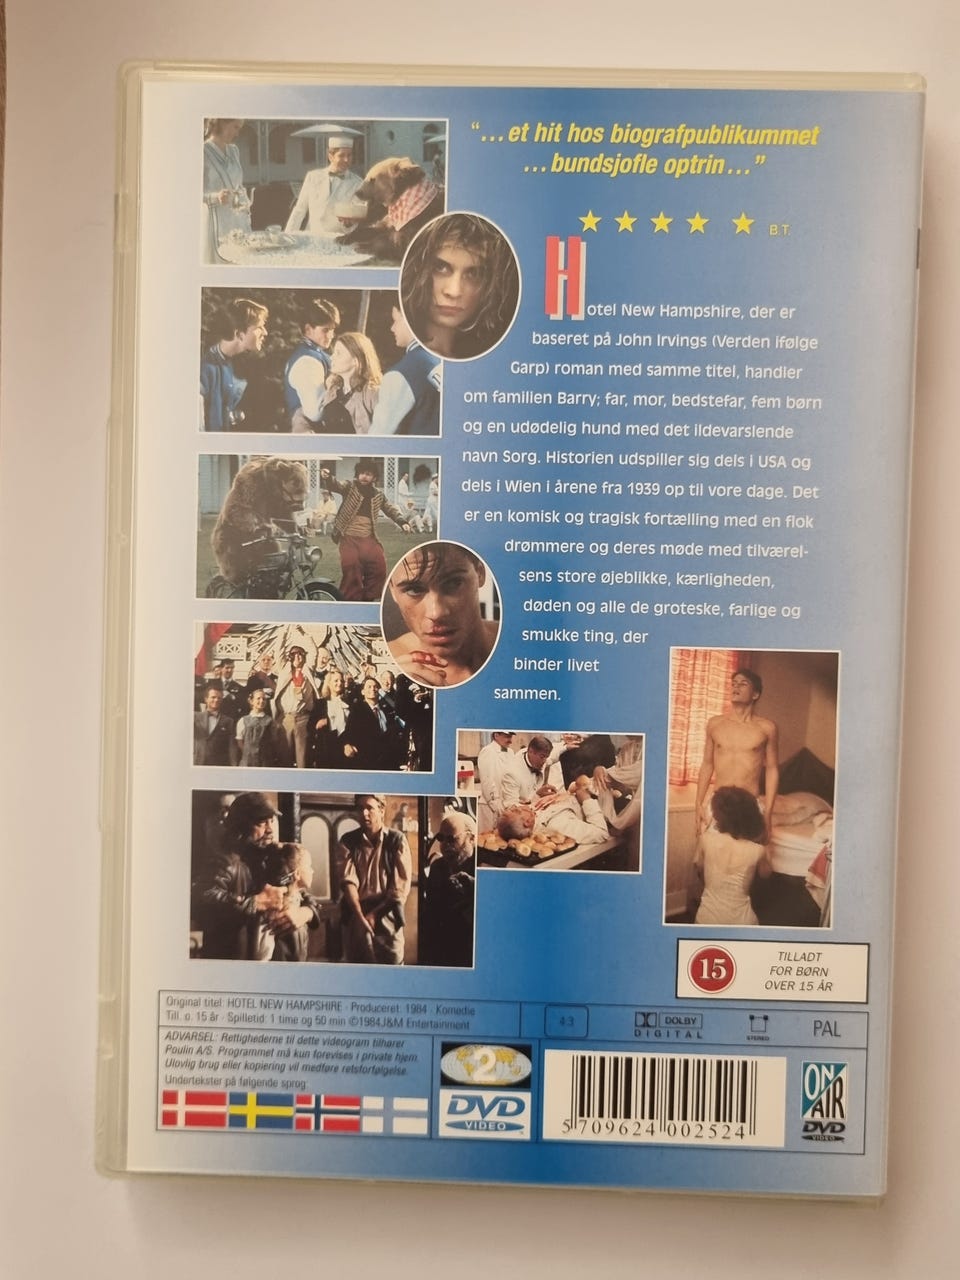 “...et hit hos biografpublikummet
...bundsjofle optrin...”
B.T.
Hotel New Hampshire, der er
baseret på John Irvings (Verden ifølge
Garp) roman med samme titel, handler
om familien Barry; far, mor, bedstefar, fem børn
og en udødelig hund med det ildevarslende
navn Sorg. Historien udspiller sig dels i USA og
dels i Wien i årene fra 1939 op til vore dage. Det
er en komisk og tragisk fortælling med en flok
drømmere og deres møde med tilværel-
sens store øjeblikke, kærligheden,
døden og alle de groteske, farlige og
smukke ting, der
binder livet
sammen.
15
TILLADT
FOR BØRN
OVER 15 ÅR
Original titel: HOTEL NEW HAMPSHIRE · Produceret: 1984 · Komedie
Till. o. 15 år · Spilletid: 1 time og 50 min ©1984J&M Entertainment
4:3
DOLBY
DIGITAL
STEREO
PAL
ADVARSEL: Rettighederne til dette videogram tilhører
Poulin A/S. Programmet må kun forevises i private hjem.
Ulovlig brug eller kopiering vil medføre retsforfølgelse.
Undertekster på følgende sprog:
2
DVD
VIDEO
5 709624 002524
ON
AIR
DVD
VIDEO